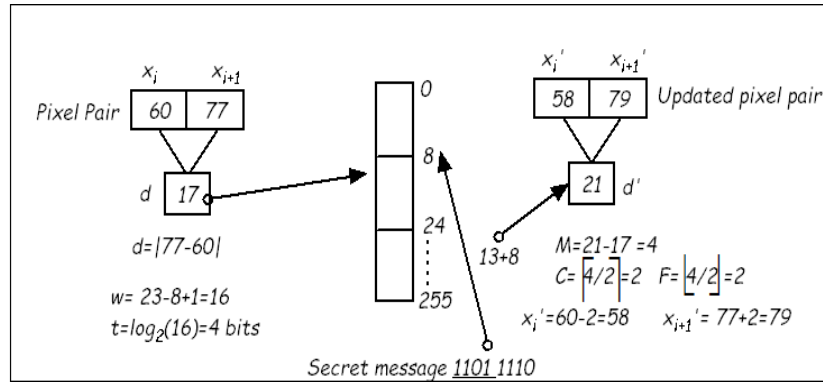 xᵢ xᵢ₊₁
Pixel Pair 60 77
d 17
d=|77-60|
w= 23-8+1=16
t=log₂(16)=4 bits
0
8
24
255
Secret message 1101 1110
xᵢ' xᵢ₊₁'
58 79 Updated pixel pair
21 d'
13+8
M=21-17 =4
C=⌈4/2⌉=2 F=⌊4/2⌋=2
xᵢ'=60-2=58 xᵢ₊₁'= 77+2=79